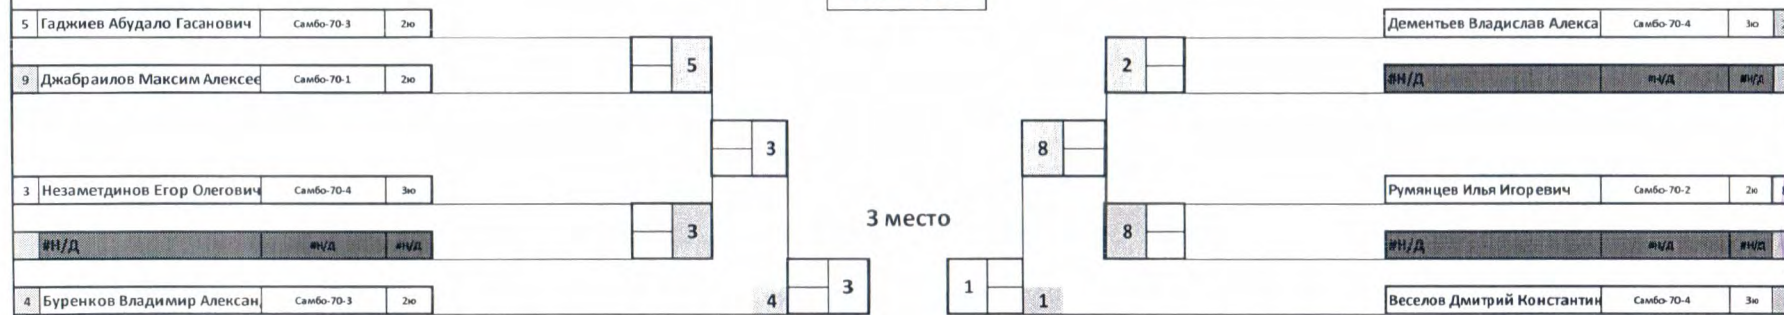 5 Гаджиев Абудало Гасанович Самбо-70-3 2ю
Дементьев Владислав Алекса Самбо-70-4 3ю
5
2
9 Джабраилов Максим Алексее Самбо-70-1 2ю
#Н/Д #Н/Д #Н/Д
3
8
3 Незаметдинов Егор Олегович Самбо-70-4 3ю
Румянцев Илья Игоревич Самбо-70-2 2ю
3
3 место
8
#Н/Д #Н/Д #Н/Д
#Н/Д #Н/Д #Н/Д
4 Буренков Владимир Александ Самбо-70-3 2ю
4
3
1
1
Веселов Дмитрий Константин Самбо-70-4 3ю